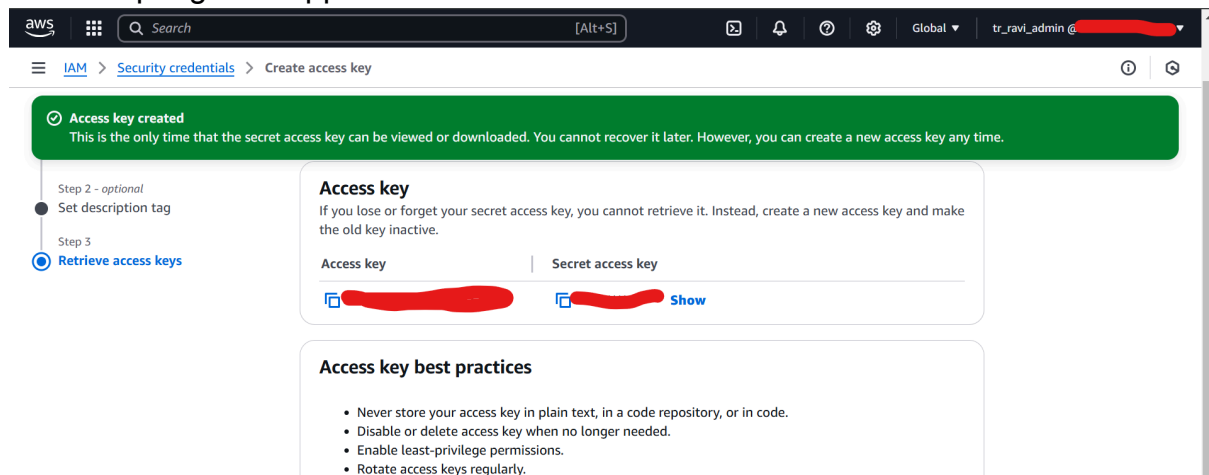 aws
Search
[Alt+S]
Global
tr_ravi_admin @
IAM > Security credentials > Create access key
Access key created
This is the only time that the secret access key can be viewed or downloaded. You cannot recover it later. However, you can create a new access key any time.
Step 2 - optional
Set description tag
Step 3
Retrieve access keys
Access key
If you lose or forget your secret access key, you cannot retrieve it. Instead, create a new access key and make
the old key inactive.
Access key
Secret access key
Show
Access key best practices
• Never store your access key in plain text, in a code repository, or in code.
• Disable or delete access key when no longer needed.
• Enable least-privilege permissions.
• Rotate access keys regularly.